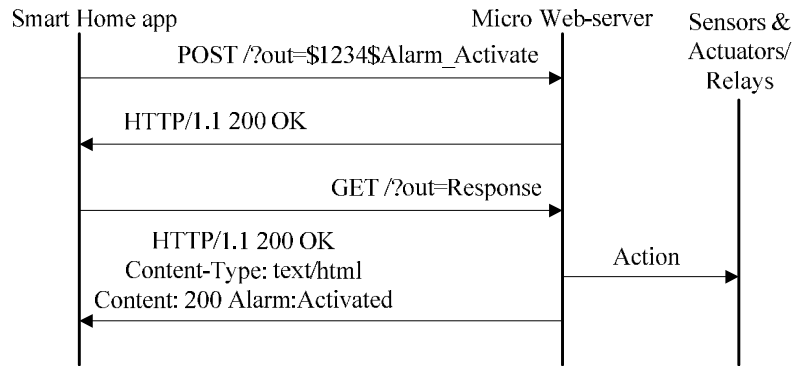 Smart Home app
Micro Web-server
Sensors &
Actuators/
Relays
POST /?out=$1234$Alarm_Activate
HTTP/1.1 200 OK
GET /?out=Response
HTTP/1.1 200 OK
Content-Type: text/html
Content: 200 Alarm:Activated
Action